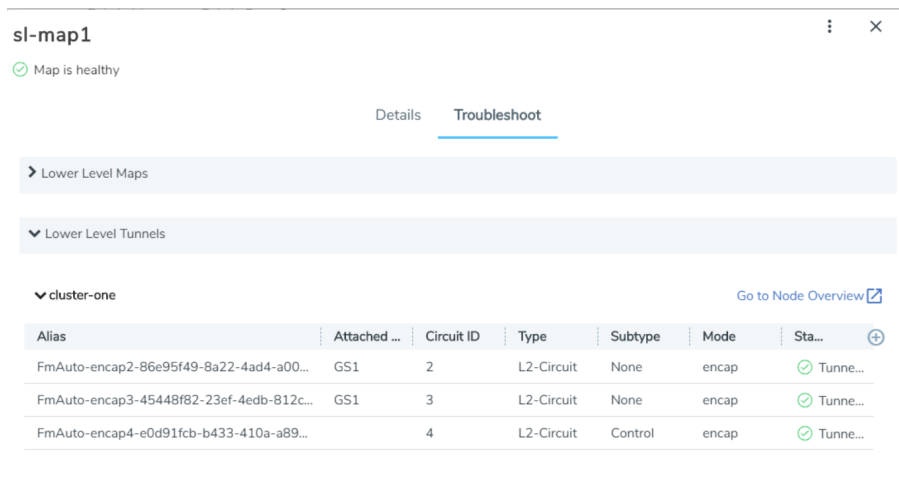 sl-map1
Map is healthy
Details Troubleshoot
Lower Level Maps
Lower Level Tunnels
cluster-one Go to Node Overview
Alias Attached ... Circuit ID Type Subtype Mode Sta...
FmAuto-encap2-86e95f49-8a22-4ad4-a00... GS1 2 L2-Circuit None encap Tunne...
FmAuto-encap3-45448f82-23ef-4edb-812c... GS1 3 L2-Circuit None encap Tunne...
FmAuto-encap4-e0d91fcb-b433-410a-a89... 4 L2-Circuit Control encap Tunne...